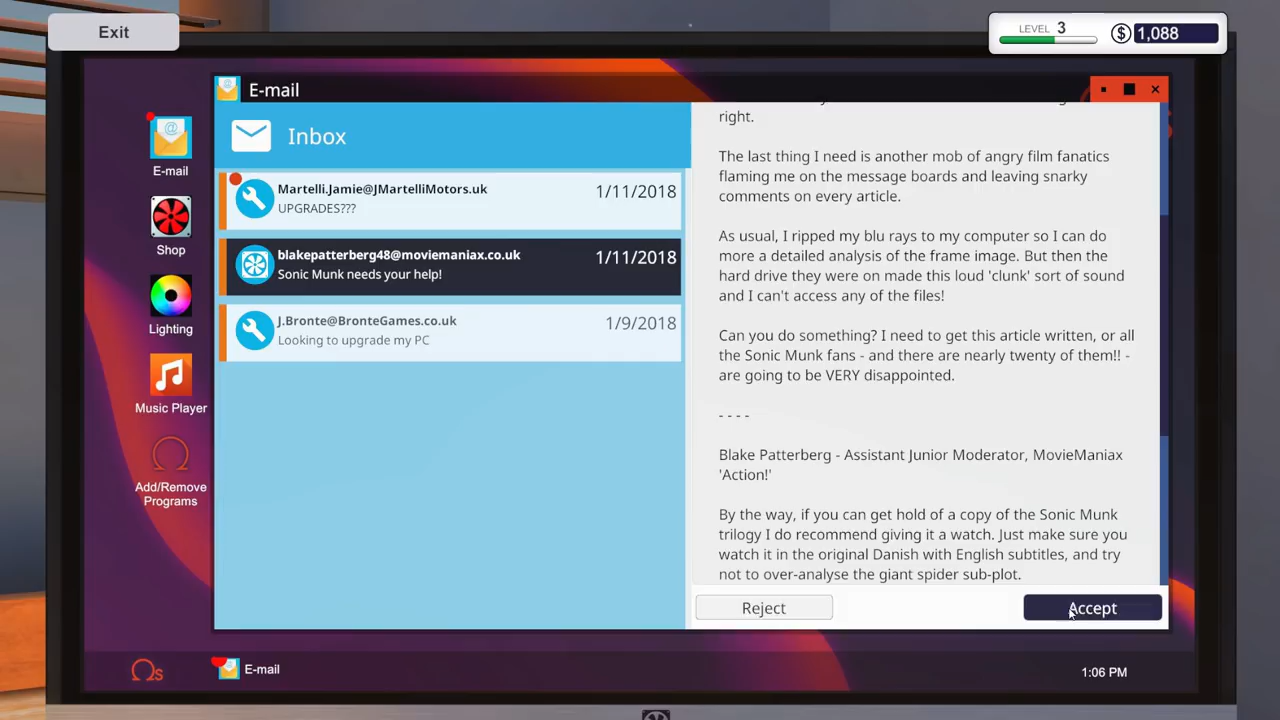 Exit
LEVEL 3
$ 1,088
E-mail
Inbox
E-mail
Shop
Lighting
Music Player
Add/Remove
Programs
Martelli.Jamie@JMartelliMotors.uk 1/11/2018
UPGRADES???
blakepatterberg48@moviemaniax.co.uk 1/11/2018
Sonic Munk needs your help!
J.Bronte@BronteGames.co.uk 1/9/2018
Looking to upgrade my PC
right.
The last thing I need is another mob of angry film fanatics
flaming me on the message boards and leaving snarky
comments on every article.
As usual, I ripped my blu rays to my computer so I can do
more a detailed analysis of the frame image. But then the
hard drive they were on made this loud 'clunk' sort of sound
and I can't access any of the files!
Can you do something? I need to get this article written, or all
the Sonic Munk fans - and there are nearly twenty of them!! -
are going to be VERY disappointed.
- - - -
Blake Patterberg - Assistant Junior Moderator, MovieManiax
'Action!'
By the way, if you can get hold of a copy of the Sonic Munk
trilogy I do recommend giving it a watch. Just make sure you
watch it in the original Danish with English subtitles, and try
not to over-analyse the giant spider sub-plot.
Reject
Accept
Ωs
E-mail
1:06 PM